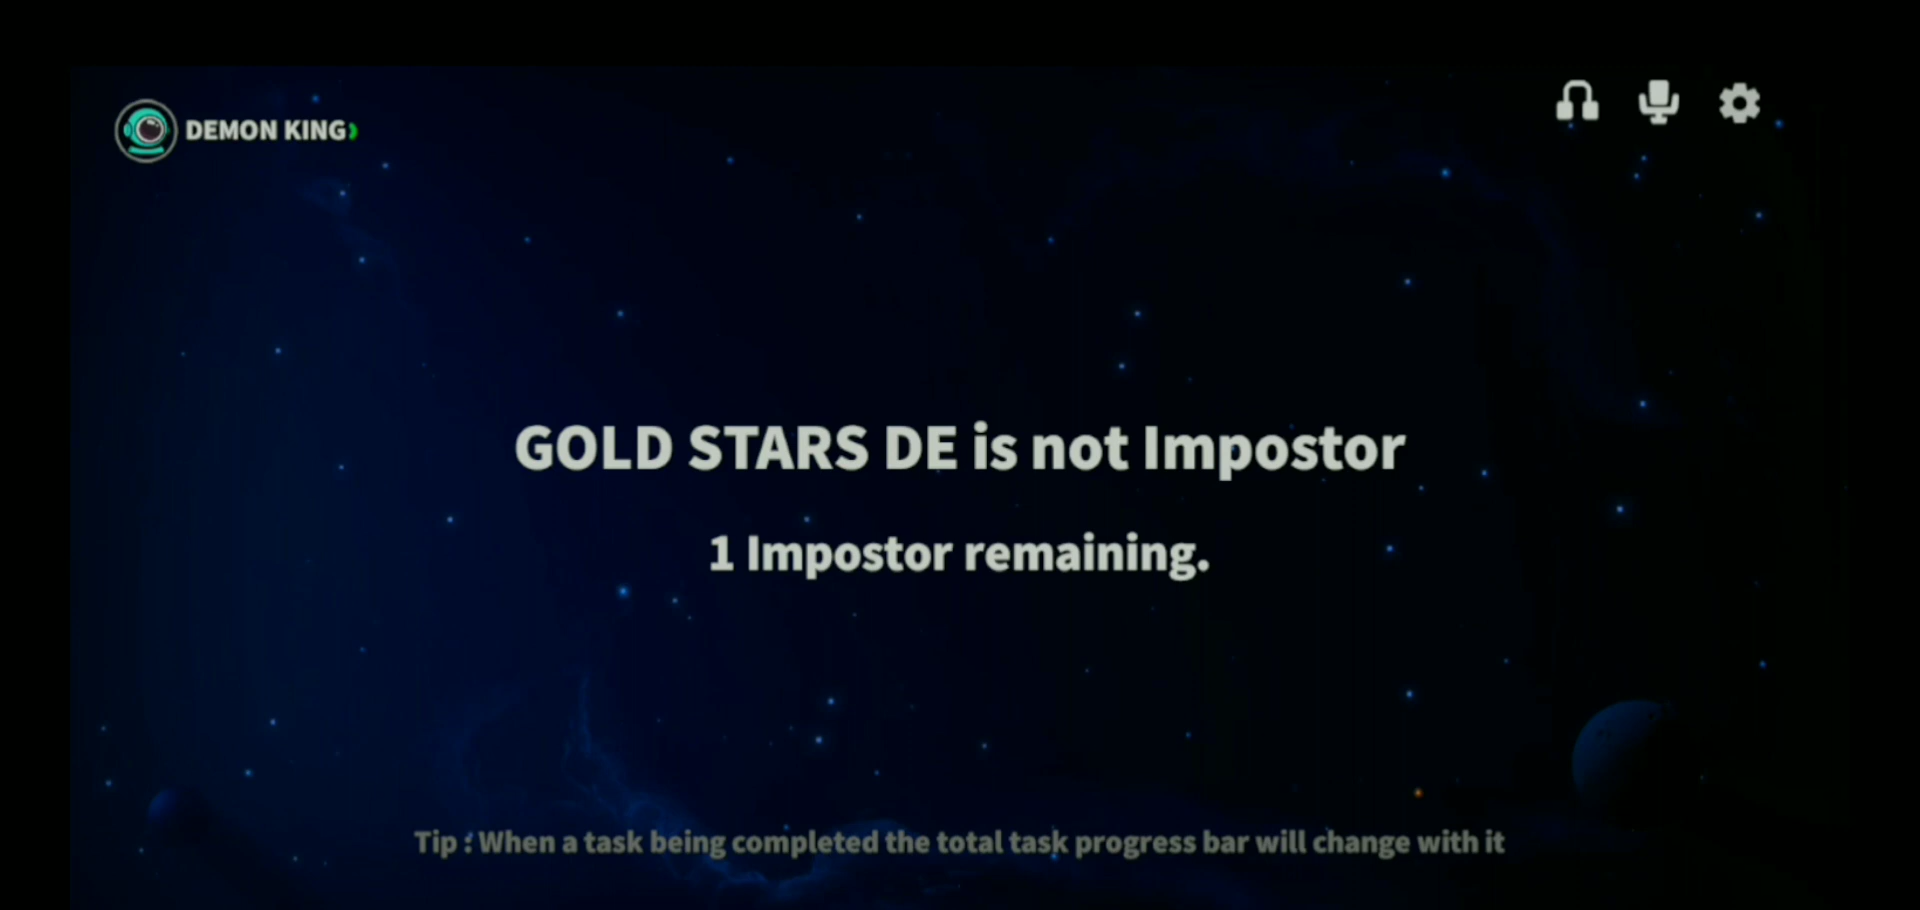 DEMON KING
GOLD STARS DE is not Impostor
1 Impostor remaining.
Tip : When a task being completed the total task progress bar will change with it